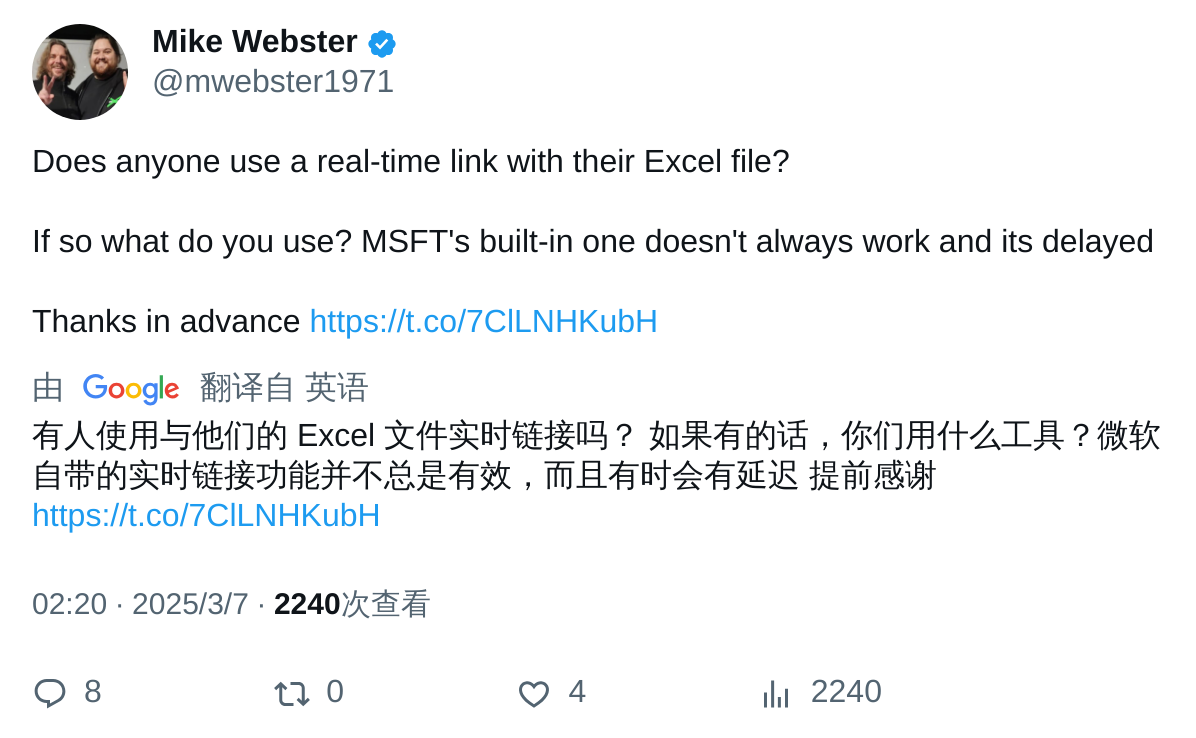 Mike Webster
@mwebster1971
Does anyone use a real-time link with their Excel file?
If so what do you use? MSFT's built-in one doesn't always work and its delayed
Thanks in advance https://t.co/7ClLNHKubH
由 Google 翻译自 英语
有人使用与他们的 Excel 文件实时链接吗？ 如果有的话，你们用什么工具？微软
自带的实时链接功能并不总是有效，而且有时会有延迟 提前感谢
https://t.co/7ClLNHKubH
02:20 · 2025/3/7 · 2240次查看
8 0 4 2240